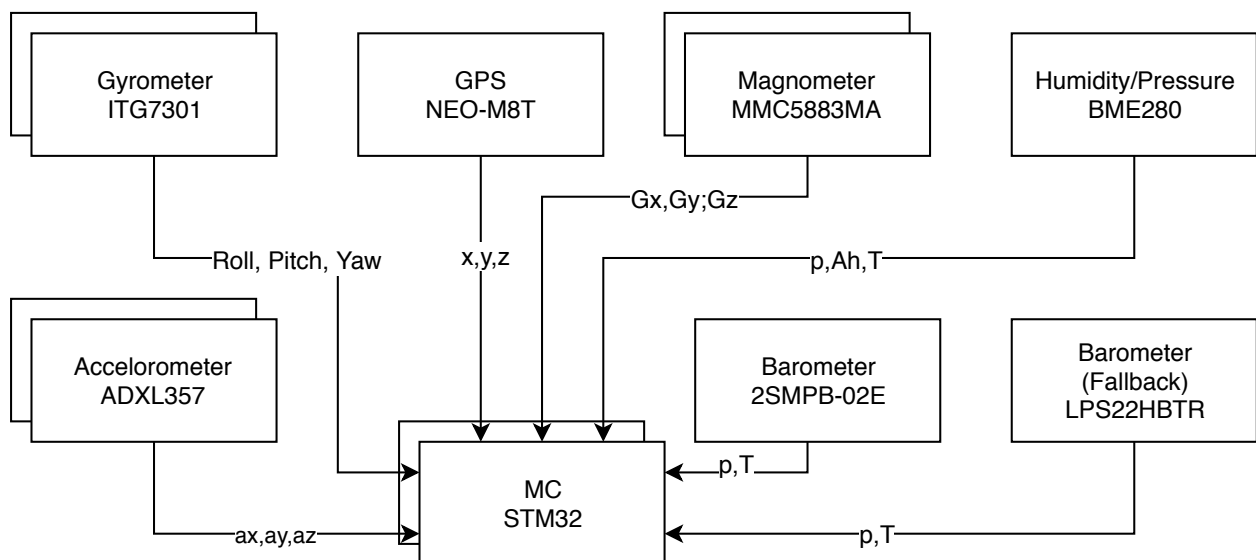 Gyrometer
ITG7301
GPS
NEO-M8T
Magnometer
MMC5883MA
Humidity/Pressure
BME280
Gx,Gy;Gz
Roll, Pitch, Yaw
x,y,z
p,Ah,T
Accelorometer
ADXL357
Barometer
2SMPB-02E
Barometer
(Fallback)
LPS22HBTR
p,T
MC
STM32
ax,ay,az
p,T